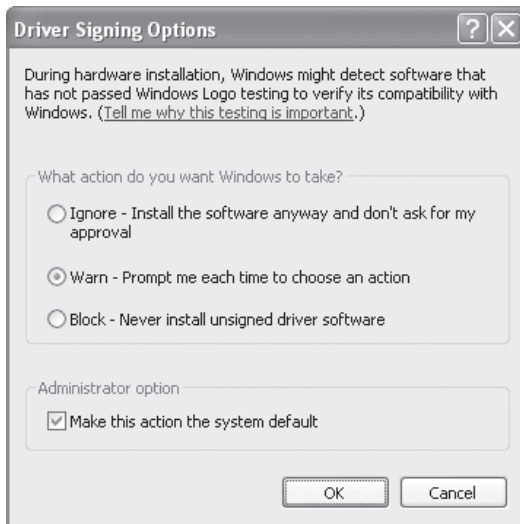 Driver Signing Options
During hardware installation, Windows might detect software that
has not passed Windows Logo testing to verify its compatibility with
Windows. (Tell me why this testing is important.)
What action do you want Windows to take?
Ignore - Install the software anyway and don't ask for my
approval
Warn - Prompt me each time to choose an action
Block - Never install unsigned driver software
Administrator option
Make this action the system default
OK Cancel